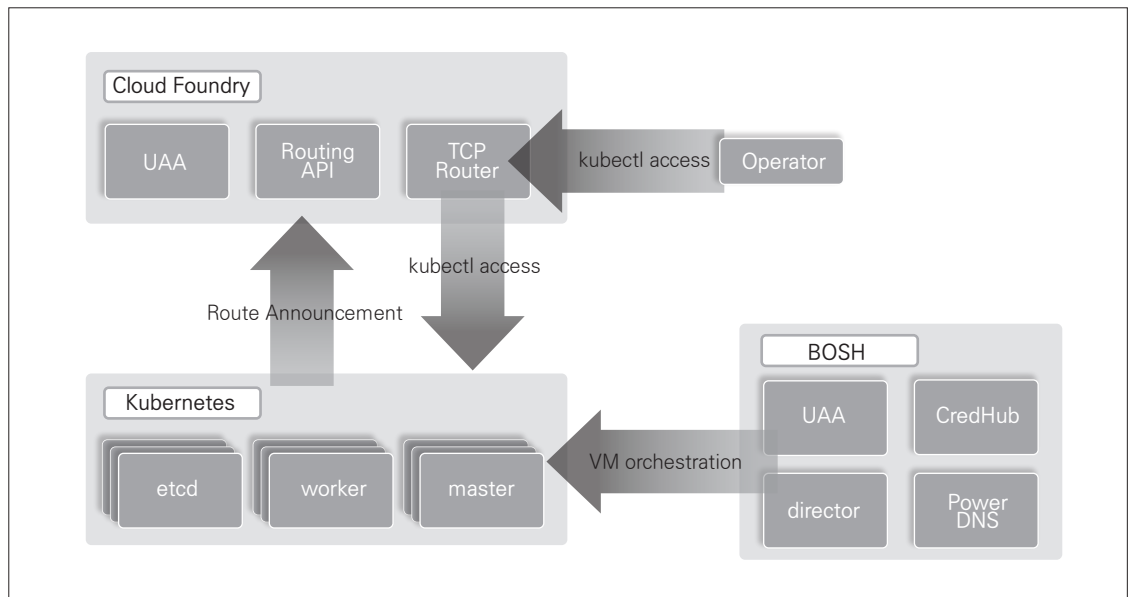 Cloud Foundry
UAA
Routing
API
TCP
Router
kubectl access
Operator
kubectl access
Route Announcement
Kubernetes
etcd
worker
master
VM orchestration
BOSH
UAA
CredHub
director
Power
DNS